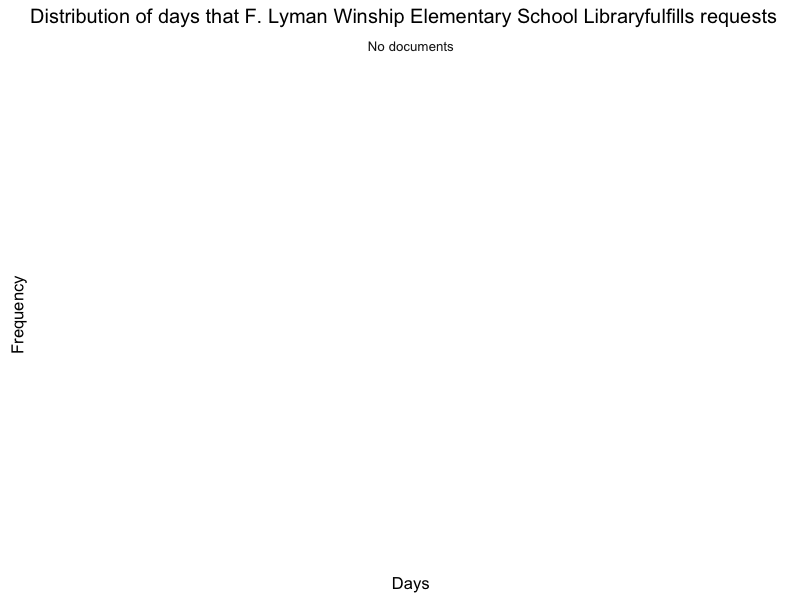 Distribution of days that F. Lyman Winship Elementary School Libraryfulfills requests
No documents
Frequency
Days